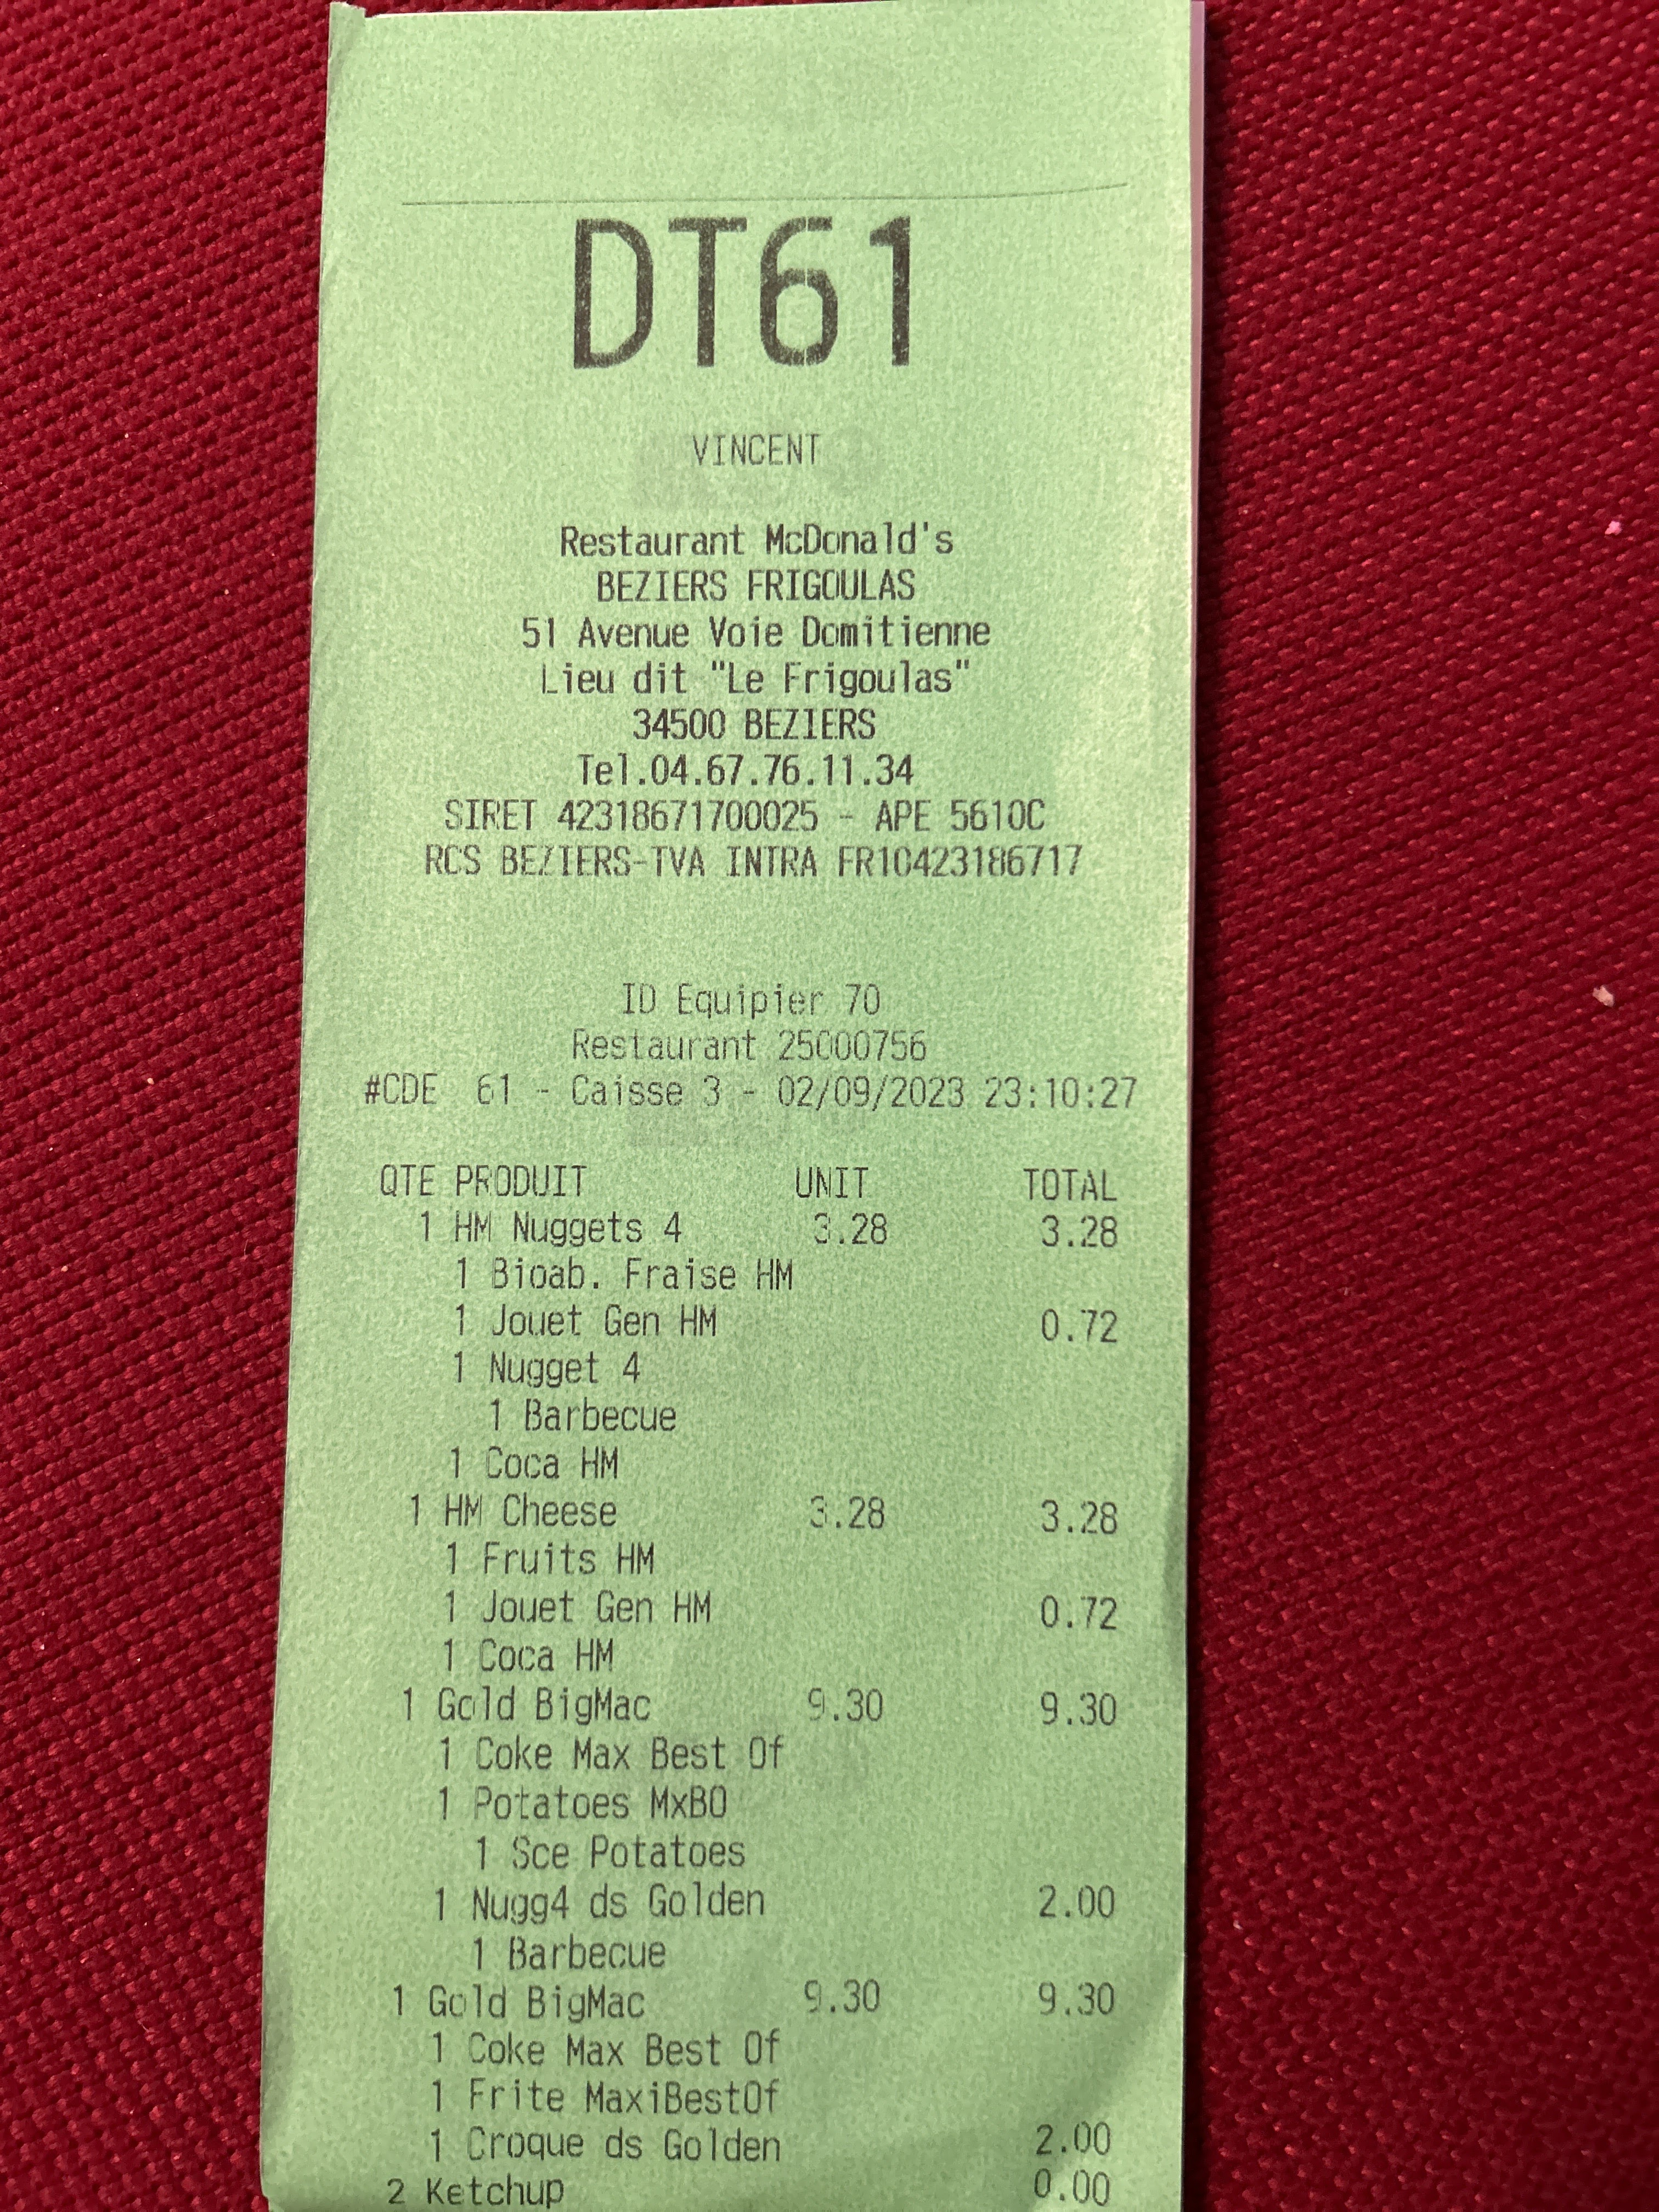 DT61
VINCENT
Restaurant McDonald's
BEZIERS FRIGOULAS
51 Avenue Voie Domitienne
Lieu dit "Le Frigoulas"
34500 BEZIERS
Tel.04.67.76.11.34
SIRET 42318671700025 - APE 5610C
RCS BEZIERS-TVA INTRA FR10423186717
ID Equipier 70
Restaurant 25000756
#CDE 61 - Caisse 3 - 02/09/2023 23:10:27
QTE PRODUIT UNIT TOTAL
1 HM Nuggets 4 3.28 3.28
1 Bioab. Fraise HM
1 Jouet Gen HM 0.72
1 Nugget 4
1 Barbecue
1 Coca HM
1 HM Cheese 3.28 3.28
1 Fruits HM
1 Jouet Gen HM 0.72
1 Coca HM
1 Gold BigMac 9.30 9.30
1 Coke Max Best Of
1 Potatoes MxBO
1 Sce Potatoes
1 Nugg4 ds Golden 2.00
1 Barbecue
1 Gold BigMac 9.30 9.30
1 Coke Max Best Of
1 Frite MaxiBestOf
1 Croque ds Golden 2.00
2 Ketchup 0.00